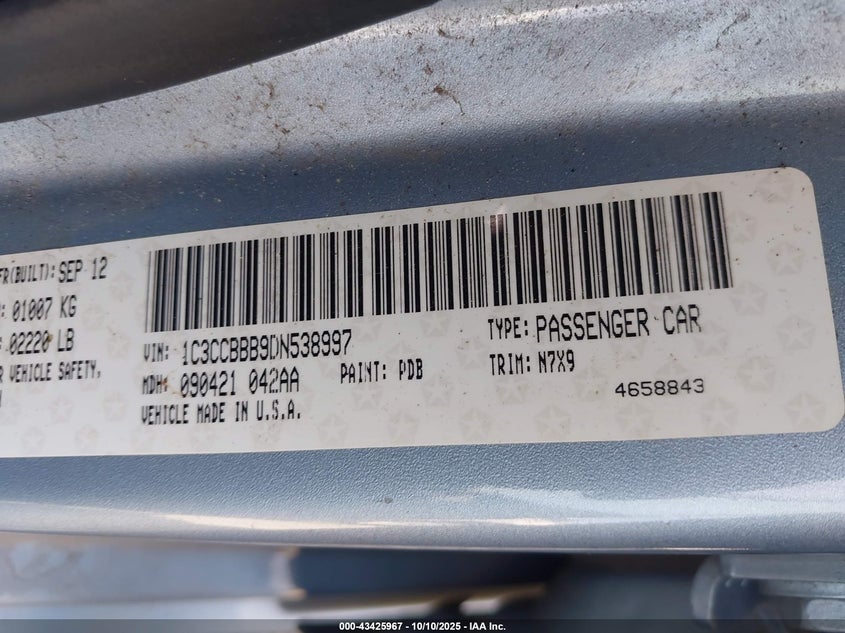 FR(BUILT): SEP 12
: 01007 KG
02220 LB
VEHICLE SAFETY,
VIN: 1C3CCBBB9DN538997
TYPE: PASSENGER CAR
MDH: 090421 042AA
PAINT: PDB
TRIM: N7X9
VEHICLE MADE IN U.S.A.
4658843
000-43425967 - 10/10/2025 - IAA Inc.